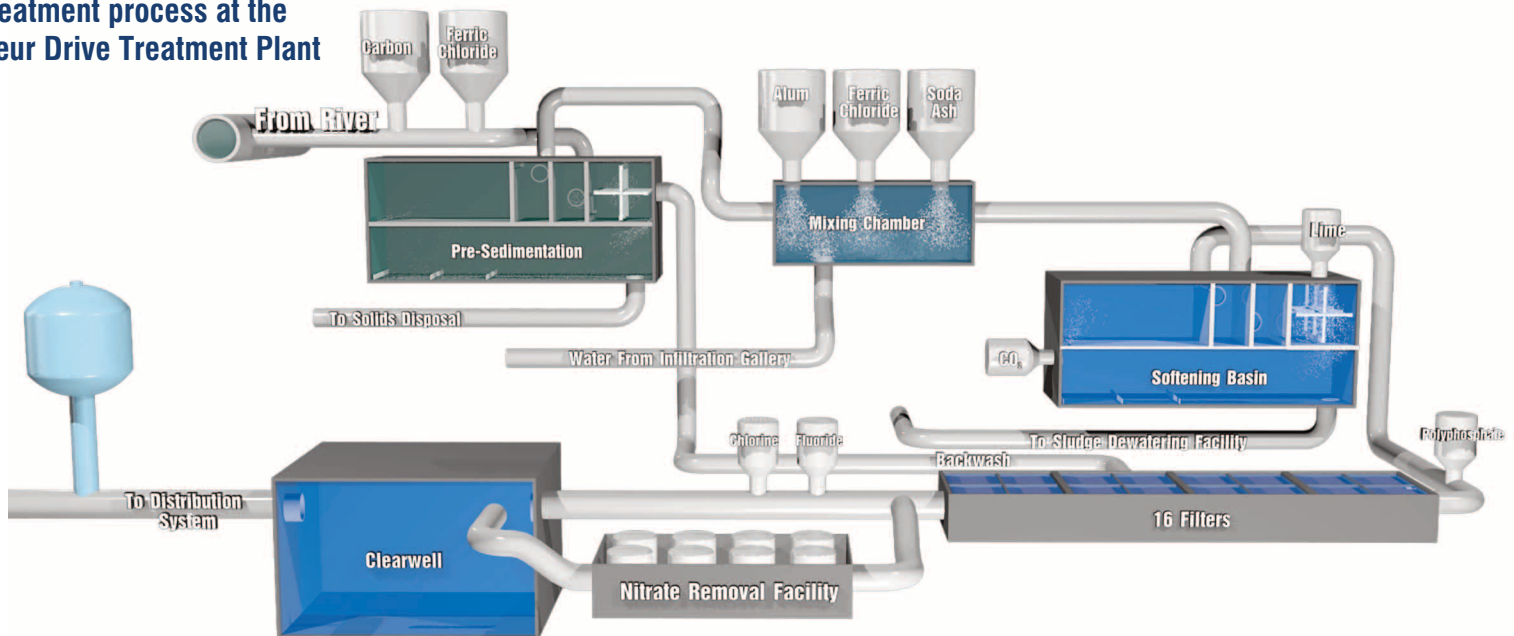 eatment process at the
eur Drive Treatment Plant
Carbon
Ferric
Chloride
From River
Alum
Ferric
Chloride
Soda
Ash
Mixing Chamber
Lime
Pre-Sedimentation
To Solids Disposal
Water From Infiltration Gallery
CO
Softening Basin
Chlorine
Fluoride
To Sludge Dewatering Facility
Polyphosphate
Backwash
To Distribution
System
16 Filters
Clearwell
Nitrate Removal Facility